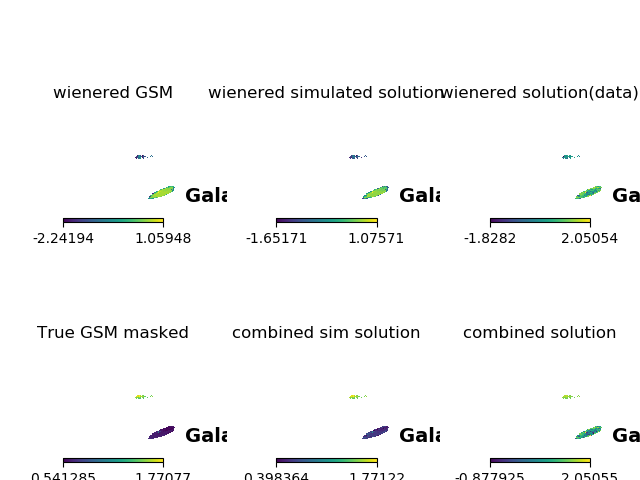 wienered GSM
wienered simulated solution
wienered solution(data)
Gala
Gala
Ga
-2.24194 1.05948
-1.65171 1.07571
-1.8282 2.05054
True GSM masked
combined sim solution
combined solution
Gala
Gala
Ga
0.541285 1.77077
0.398364 1.77122
-0.877925 2.05055